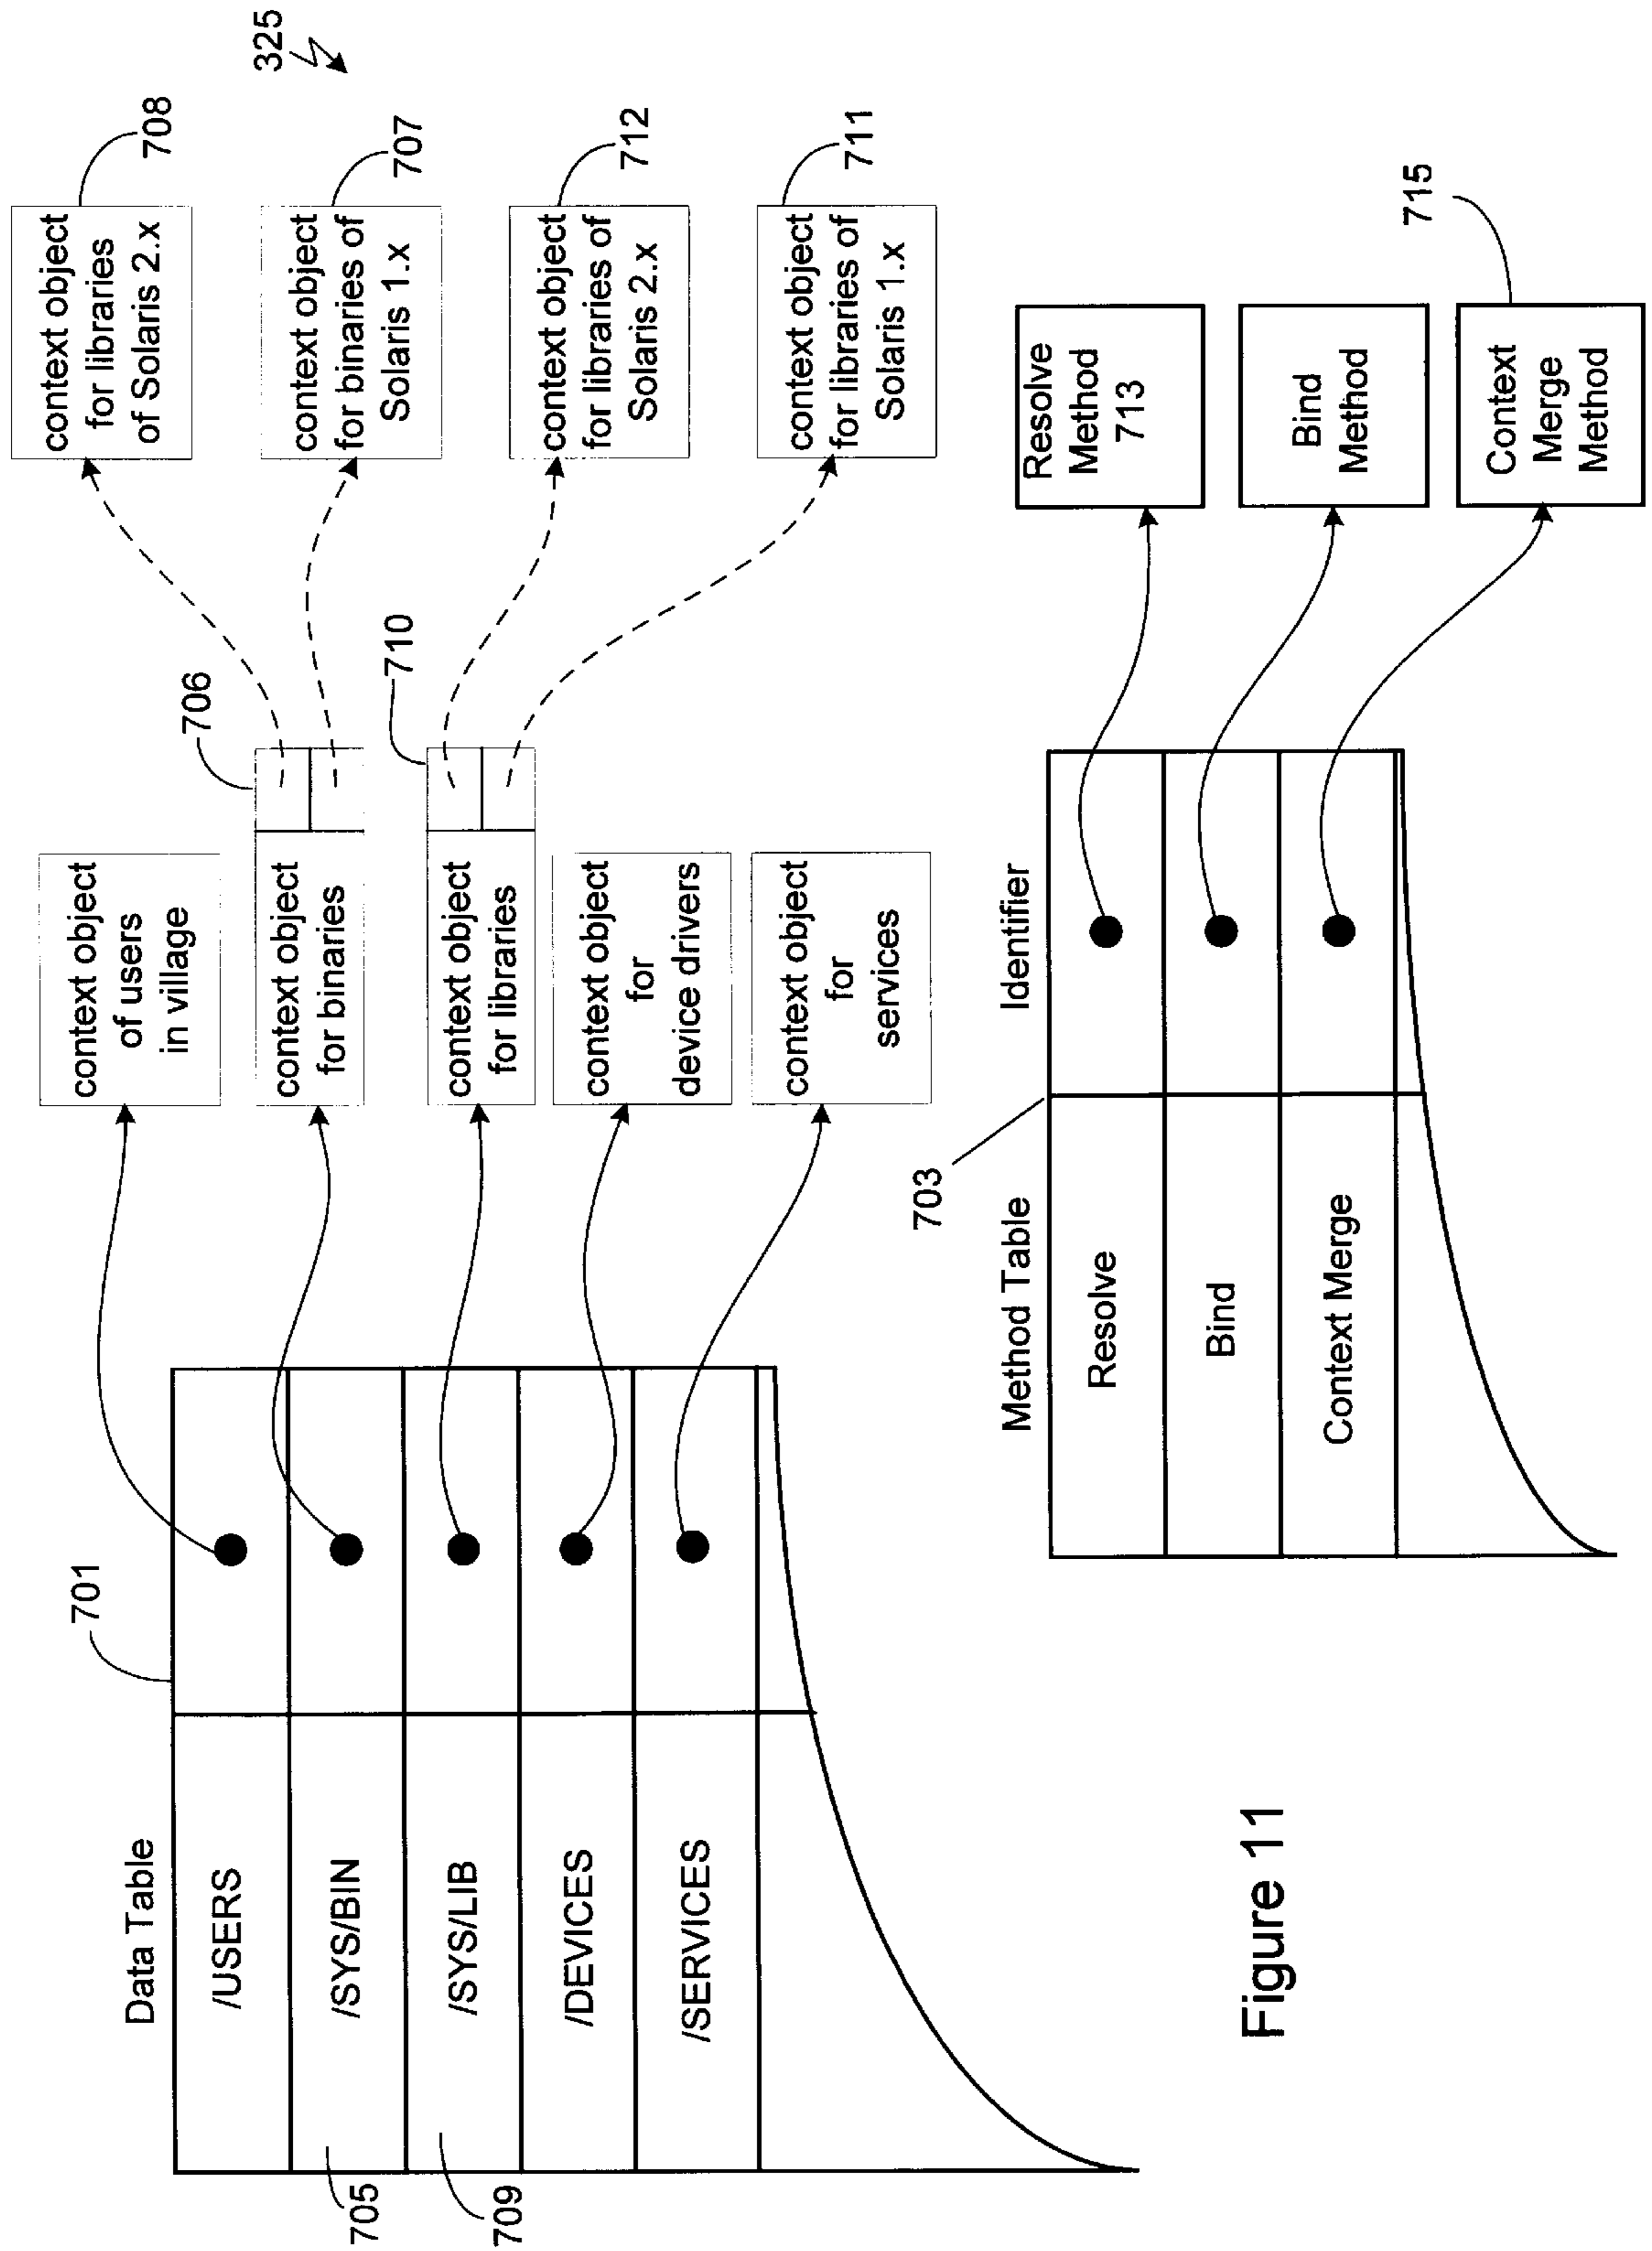 325
708
context object
for libraries
of Solaris 2.x
707
context object
for binaries of
Solaris 1.x
712
context object
for libraries of
Solaris 2.x
711
context object
for libraries of
Solaris 1.x
context object
of users
in village
706
context object
for binaries
710
context object
for libraries
context object
for
device drivers
context object
for
services
701
Data Table
/USERS
/SYS/BIN
/SYS/LIB
/DEVICES
/SERVICES
705
709
703
Method Table
Identifier
Resolve
Bind
Context Merge
Resolve
Method
713
Bind
Method
715
Context
Merge
Method
Figure 11